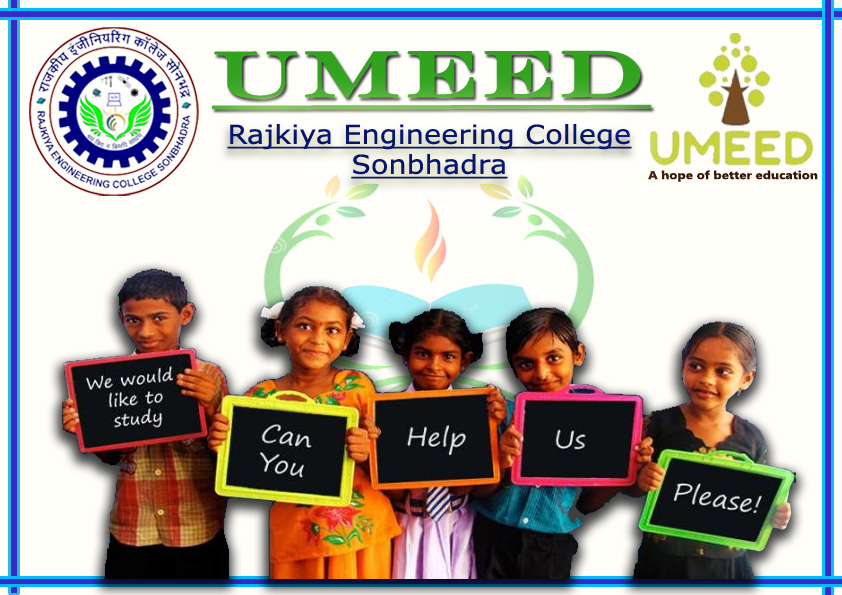 राजकीय इंजीनियरिंग कॉलेज सोनभद्र
RAJKIYA ENGINEERING COLLEGE SONBHADRA
UMEED
Rajkiya Engineering College
Sonbhadra
UMEED
A hope of better education
We would
like to
study
Can
You
Help
Us
Please!